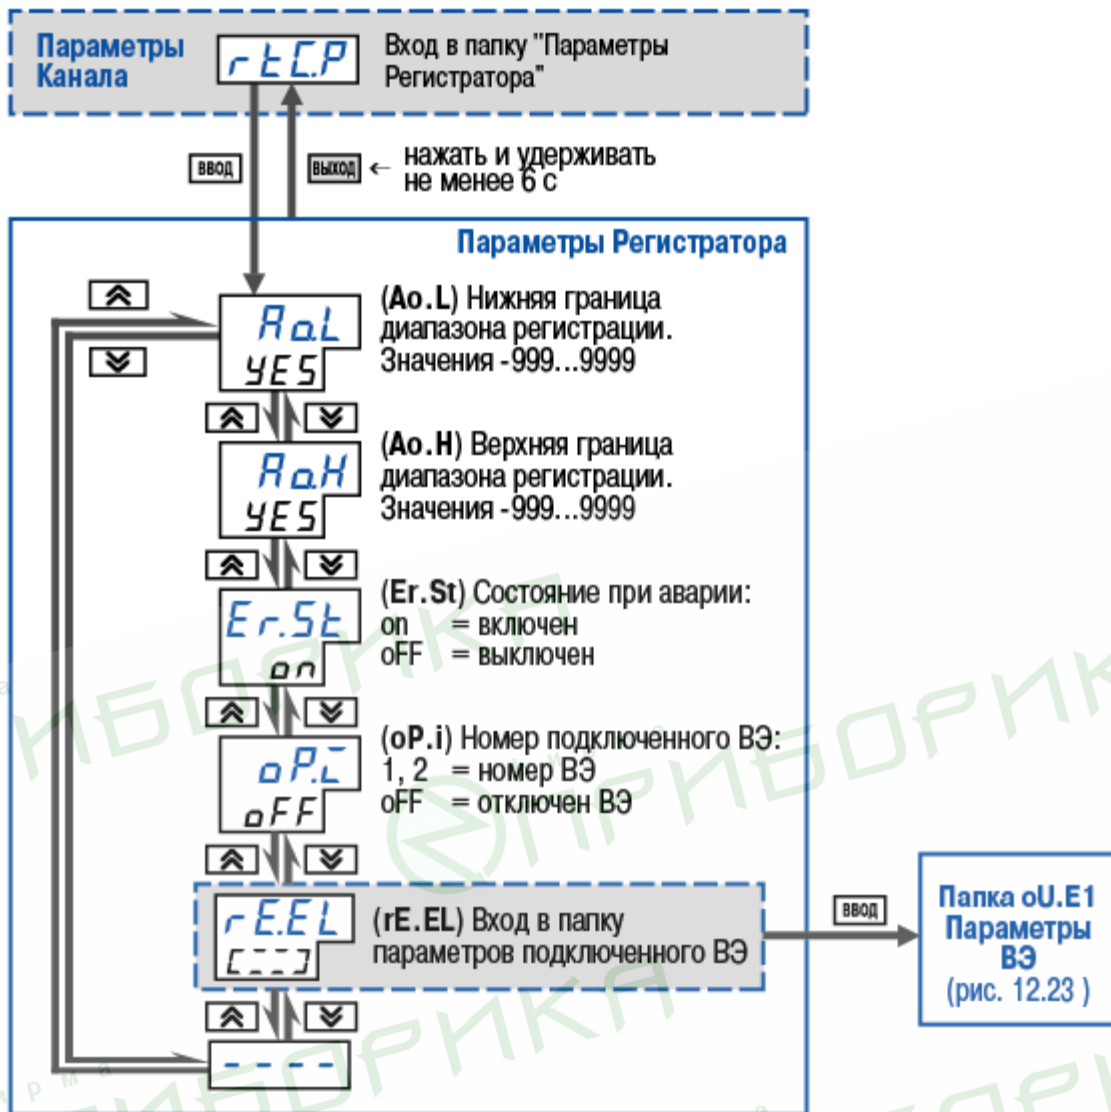 Параметры
Канала
rtC.P
Вход в папку "Параметры
Регистратора"
ввод
выход
← нажать и удерживать
не менее 6 с
Параметры Регистратора
Ao.L
YES
(Ao.L) Нижняя граница
диапазона регистрации.
Значения -999...9999
Ao.H
YES
(Ao.H) Верхняя граница
диапазона регистрации.
Значения -999...9999
Er.St
on
(Er.St) Состояние при аварии:
on = включен
oFF = выключен
oP.i
oFF
(oP.i) Номер подключенного ВЭ:
1, 2 = номер ВЭ
oFF = отключен ВЭ
rE.EL
[---]
(rE.EL) Вход в папку
параметров подключенного ВЭ
ввод
Папка oU.E1
Параметры
ВЭ
(рис. 12.23 )
----
ПРИБОРИКА